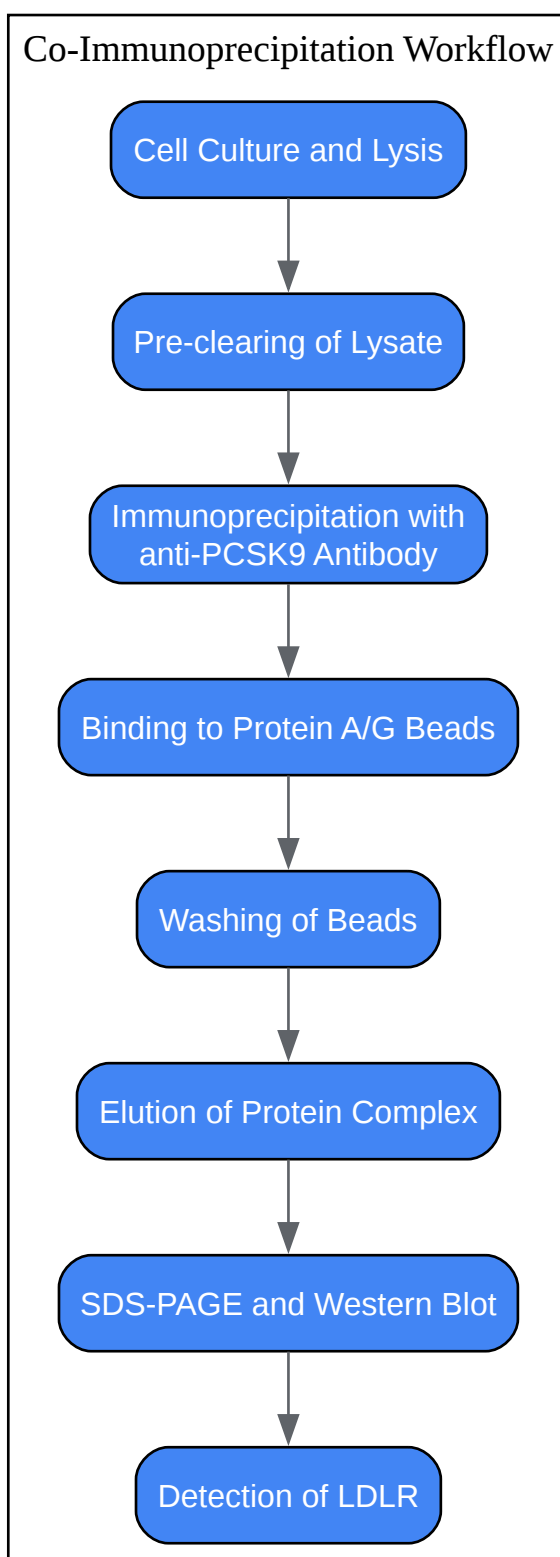 Co-Immunoprecipitation Workflow
Cell Culture and Lysis
Pre-clearing of Lysate
Immunoprecipitation with
anti-PCSK9 Antibody
Binding to Protein A/G Beads
Washing of Beads
Elution of Protein Complex
SDS-PAGE and Western Blot
Detection of LDLR